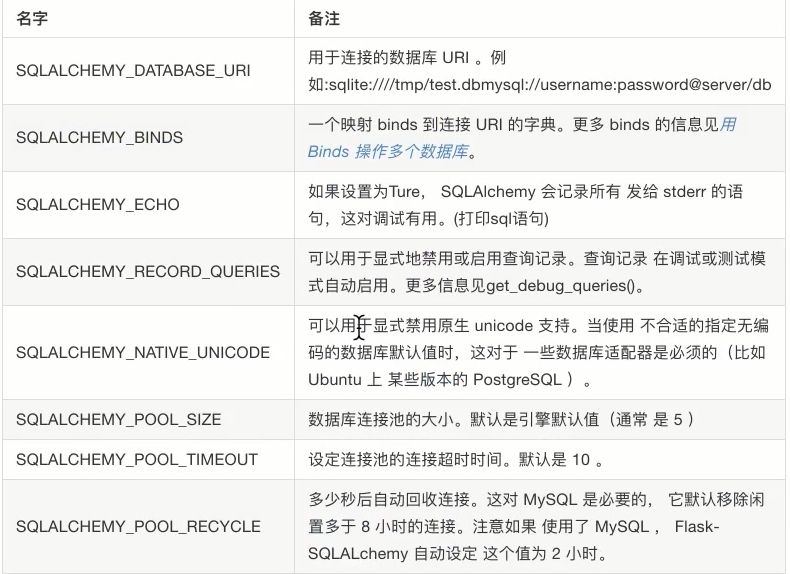 名字 备注
SQLALCHEMY_DATABASE_URI 用于连接的数据库 URI 。例
如:sqlite:////tmp/test.dbmysql://username:password@server/db
SQLALCHEMY_BINDS 一个映射 binds 到连接 URI 的字典。更多 binds 的信息见用
Binds 操作多个数据库。
SQLALCHEMY_ECHO 如果设置为Ture， SQLAlchemy 会记录所有 发给 stderr 的语
句，这对调试有用。(打印sql语句)
SQLALCHEMY_RECORD_QUERIES 可以用于显式地禁用或启用查询记录。查询记录 在调试或测试模
式自动启用。更多信息见get_debug_queries()。
SQLALCHEMY_NATIVE_UNICODE 可以用于显式禁用原生 unicode 支持。当使用 不合适的指定无编
码的数据库默认值时，这对于 一些数据库适配器是必须的（比如
Ubuntu 上 某些版本的 PostgreSQL ）。
SQLALCHEMY_POOL_SIZE 数据库连接池的大小。默认是引擎默认值（通常 是 5 ）
SQLALCHEMY_POOL_TIMEOUT 设定连接池的连接超时时间。默认是 10 。
SQLALCHEMY_POOL_RECYCLE 多少秒后自动回收连接。这对 MySQL 是必要的， 它默认移除闲
置多于 8 小时的连接。注意如果 使用了 MySQL ， Flask-
SQLALchemy 自动设定 这个值为 2 小时。